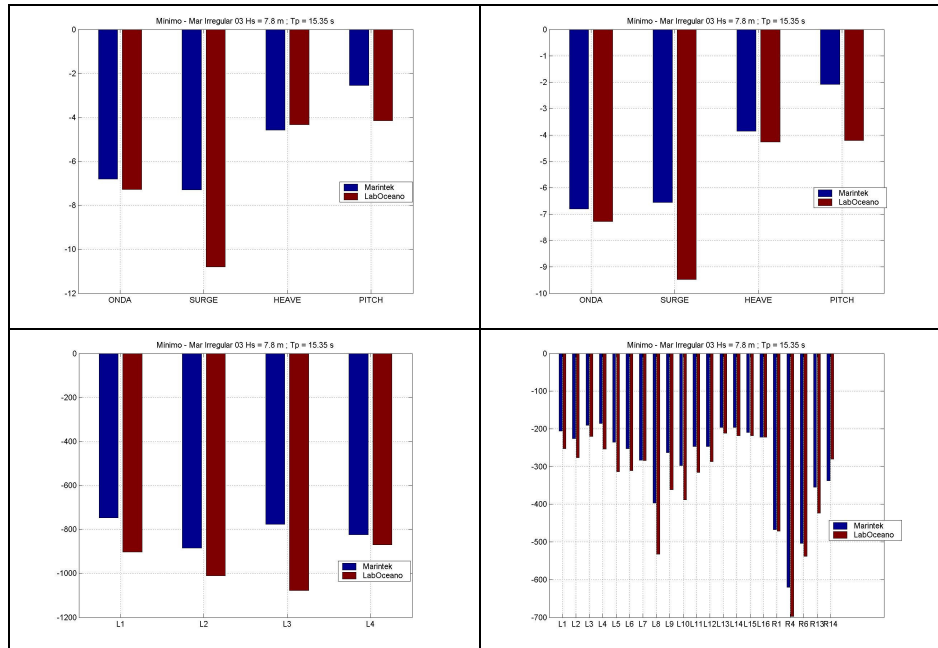 Mínimo - Mar Irregular 03 Hs = 7.8 m ; Tp = 15.35 s
0
-2
-4
-6
-8
-10
-12
ONDA SURGE HEAVE PITCH
Marintek
LabOceano
Mínimo - Mar Irregular 03 Hs = 7.8 m ; Tp = 15.35 s
0
-1
-2
-3
-4
-5
-6
-7
-8
-9
-10
ONDA SURGE HEAVE PITCH
Marintek
LabOceano
Mínimo - Mar Irregular 03 Hs = 7.8 m ; Tp = 15.35 s
0
-200
-400
-600
-800
-1000
-1200
L1 L2 L3 L4
Marintek
LabOceano
Mínimo - Mar Irregular 03 Hs = 7.8 m ; Tp = 15.35 s
0
-100
-200
-300
-400
-500
-600
-700
L1 L2 L3 L4 L5 L6 L7 L8 L9 L10 L11 L12 L13 L14 L15 L16 R1 R4 R6 R13 R14
Marintek
LabOceano